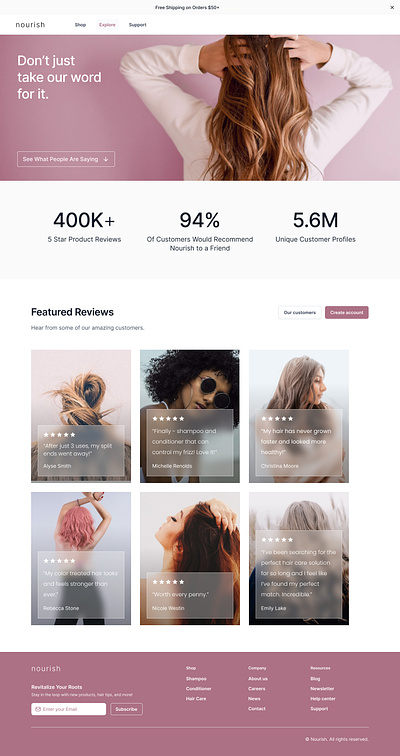 Free Shipping on Orders $50+
nourish
Shop
Explore
Support
Don't just
take our word
for it.
See What People Are Saying
400K+
5 Star Product Reviews
94%
Of Customers Would Recommend
Nourish to a Friend
5.6M
Unique Customer Profiles
Featured Reviews
Hear from some of our amazing customers.
Our customers
Create account
"After just 3 uses, my split
ends went away!"
Alyse Smith
"Finally - shampoo and
conditioner that can
control my frizz! Love it!"
Michelle Renolds
"My hair has never grown
faster and looked more
healthy!"
Christina Moore
"My color treated hair looks
and feels stronger than
ever."
Rebecca Stone
"Worth every penny."
Nicole Westin
"I've been searching for the
perfect hair care solution
for so long and I feel like
I've found my perfect
match. Incredible."
Emily Lake
nourish
Revitalize Your Roots
Stay in the loop with new products, hair tips, and more!
Enter your Email
Subscribe
Shop
Shampoo
Conditioner
Hair Care
Company
About us
Careers
News
Contact
Resources
Blog
Newsletter
Help center
Support
© Nourish. All rights reserved.